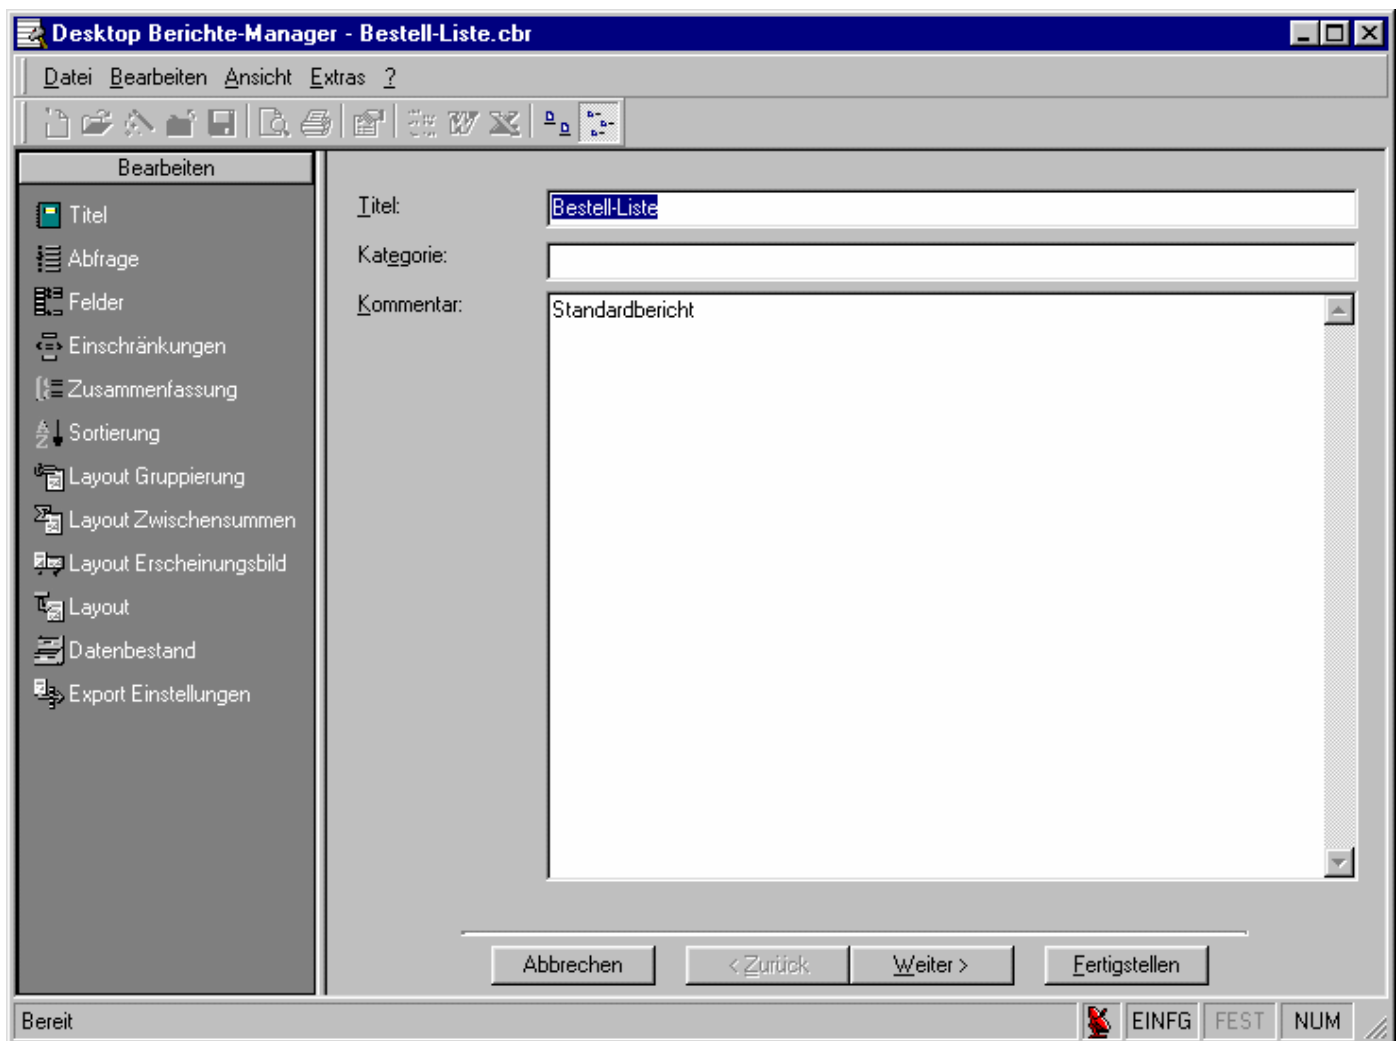 Desktop Berichte-Manager - Bestell-Liste.cbr
Datei Bearbeiten Ansicht Extras ?
Bearbeiten
Titel
Abfrage
Felder
Einschränkungen
Zusammenfassung
Sortierung
Layout Gruppierung
Layout Zwischensummen
Layout Erscheinungsbild
Layout
Datenbestand
Export Einstellungen
Titel: Bestell-Liste
Kategorie:
Kommentar: Standardbericht
Abbrechen < Zurück Weiter > Fertigstellen
Bereit EINFG FEST NUM